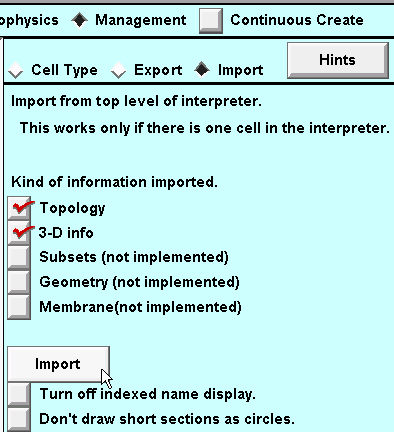 ophysics Management Continuous Create
Cell Type Export Import Hints
Import from top level of interpreter.
This works only if there is one cell in the interpreter.
Kind of information imported.
Topology
3-D info
Subsets (not implemented)
Geometry (not implemented)
Membrane(not implemented)
Import
Turn off indexed name display.
Don't draw short sections as circles.